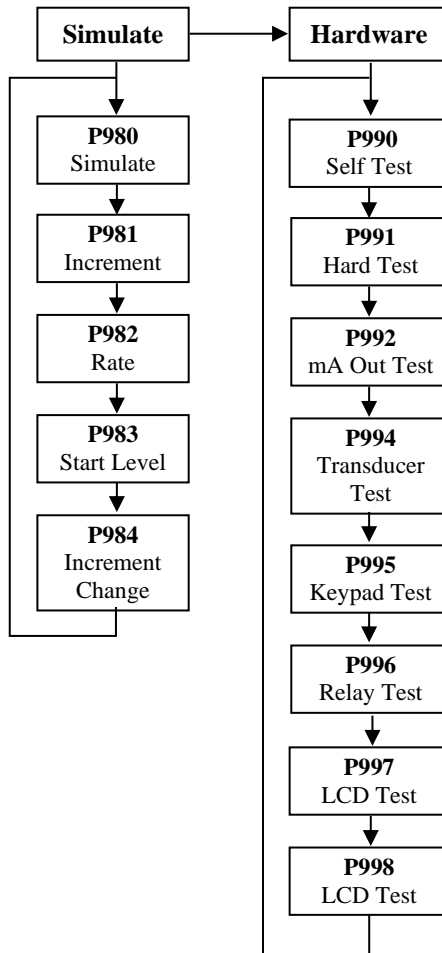 Simulate
P980
Simulate
P981
Increment
P982
Rate
P983
Start Level
P984
Increment
Change
Hardware
P990
Self Test
P991
Hard Test
P992
mA Out Test
P994
Transducer
Test
P995
Keypad Test
P996
Relay Test
P997
LCD Test
P998
LCD Test